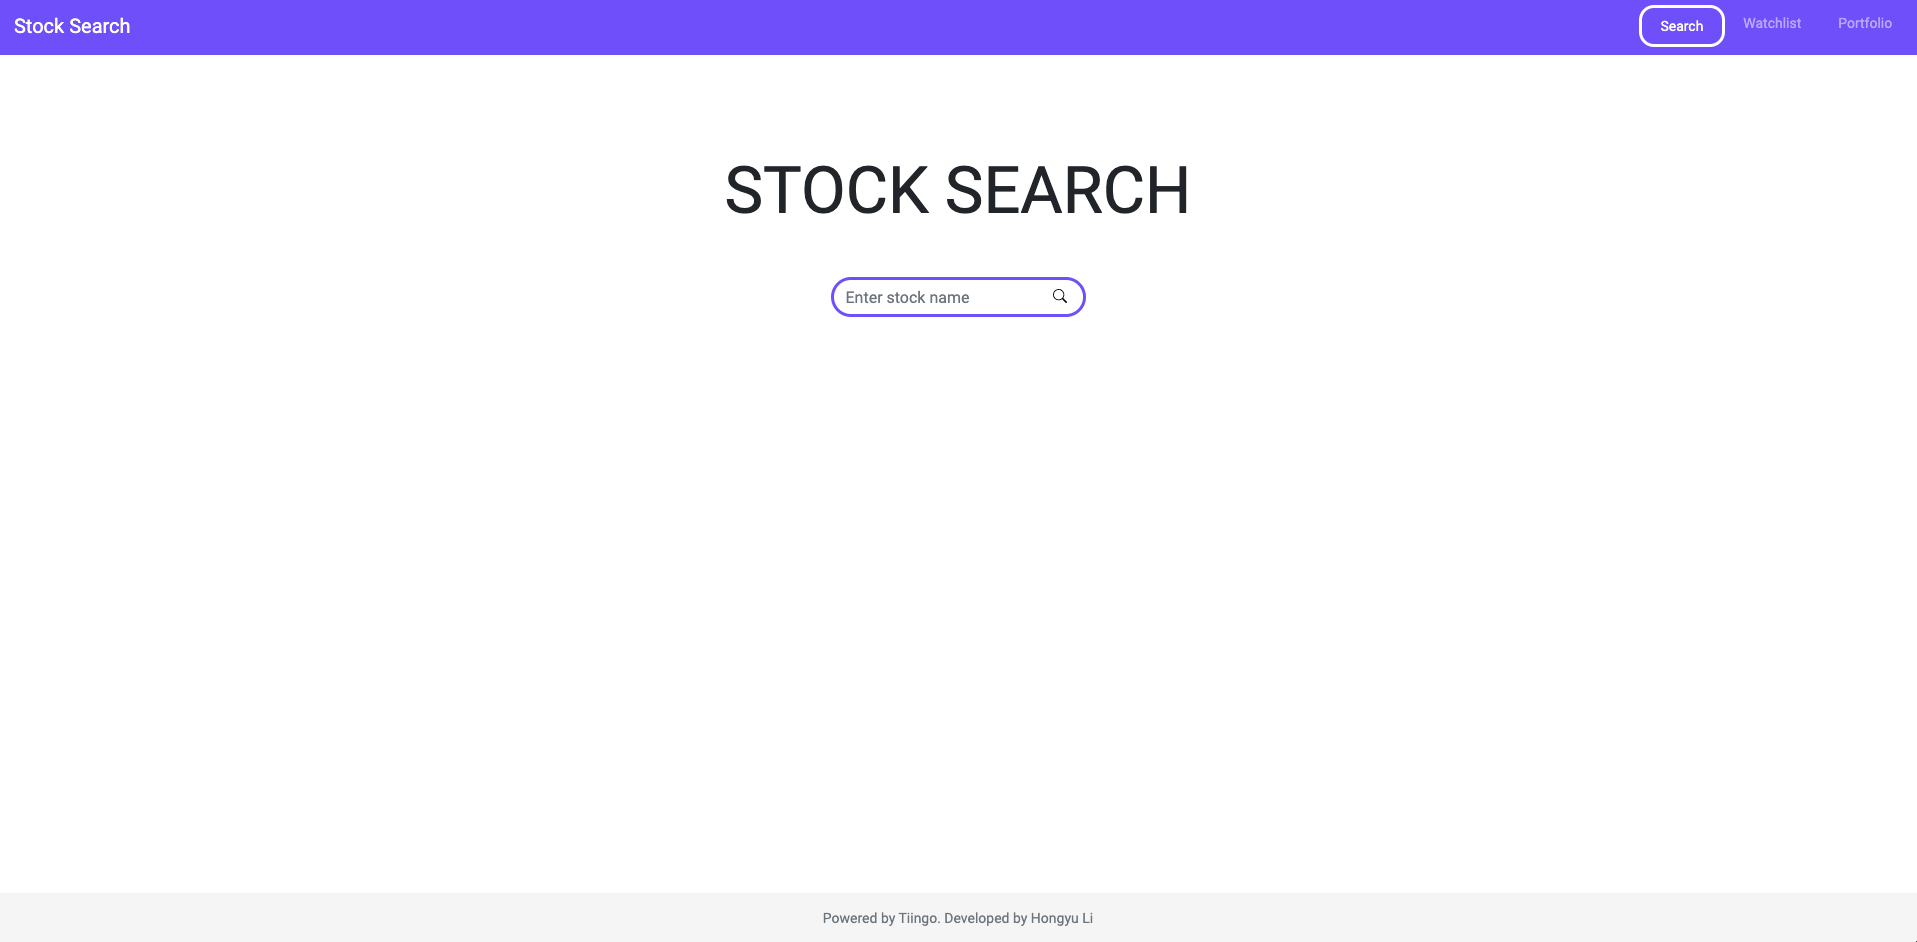 Stock Search
Search
Watchlist
Portfolio
STOCK SEARCH
Enter stock name
Powered by Tiingo. Developed by Hongyu Li